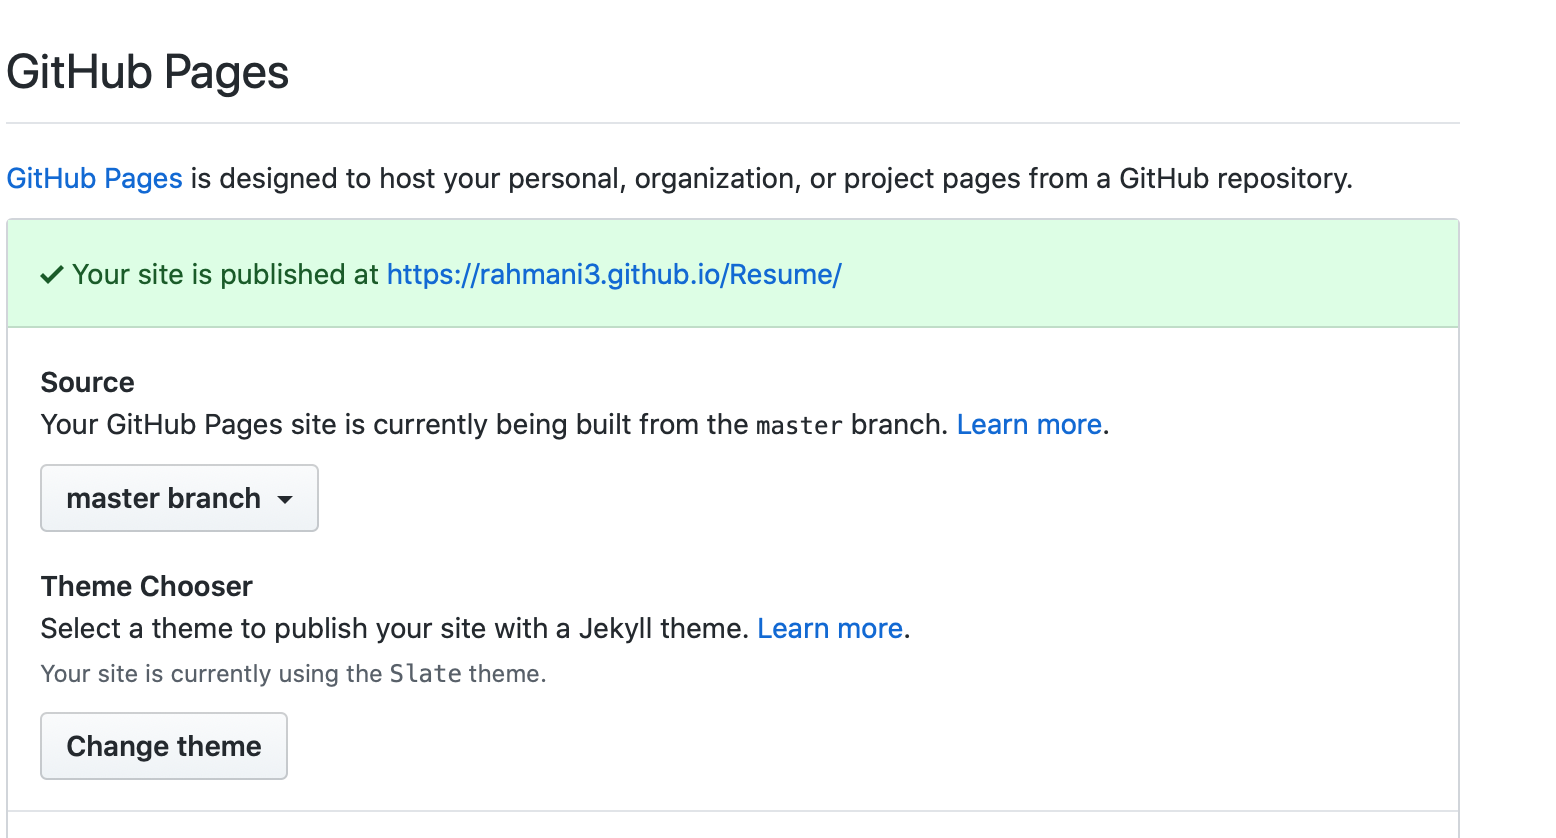 GitHub Pages
GitHub Pages is designed to host your personal, organization, or project pages from a GitHub repository.
Your site is published at https://rahmani3.github.io/Resume/
Source
Your GitHub Pages site is currently being built from the master branch. Learn more.
master branch
Theme Chooser
Select a theme to publish your site with a Jekyll theme. Learn more.
Your site is currently using the Slate theme.
Change theme